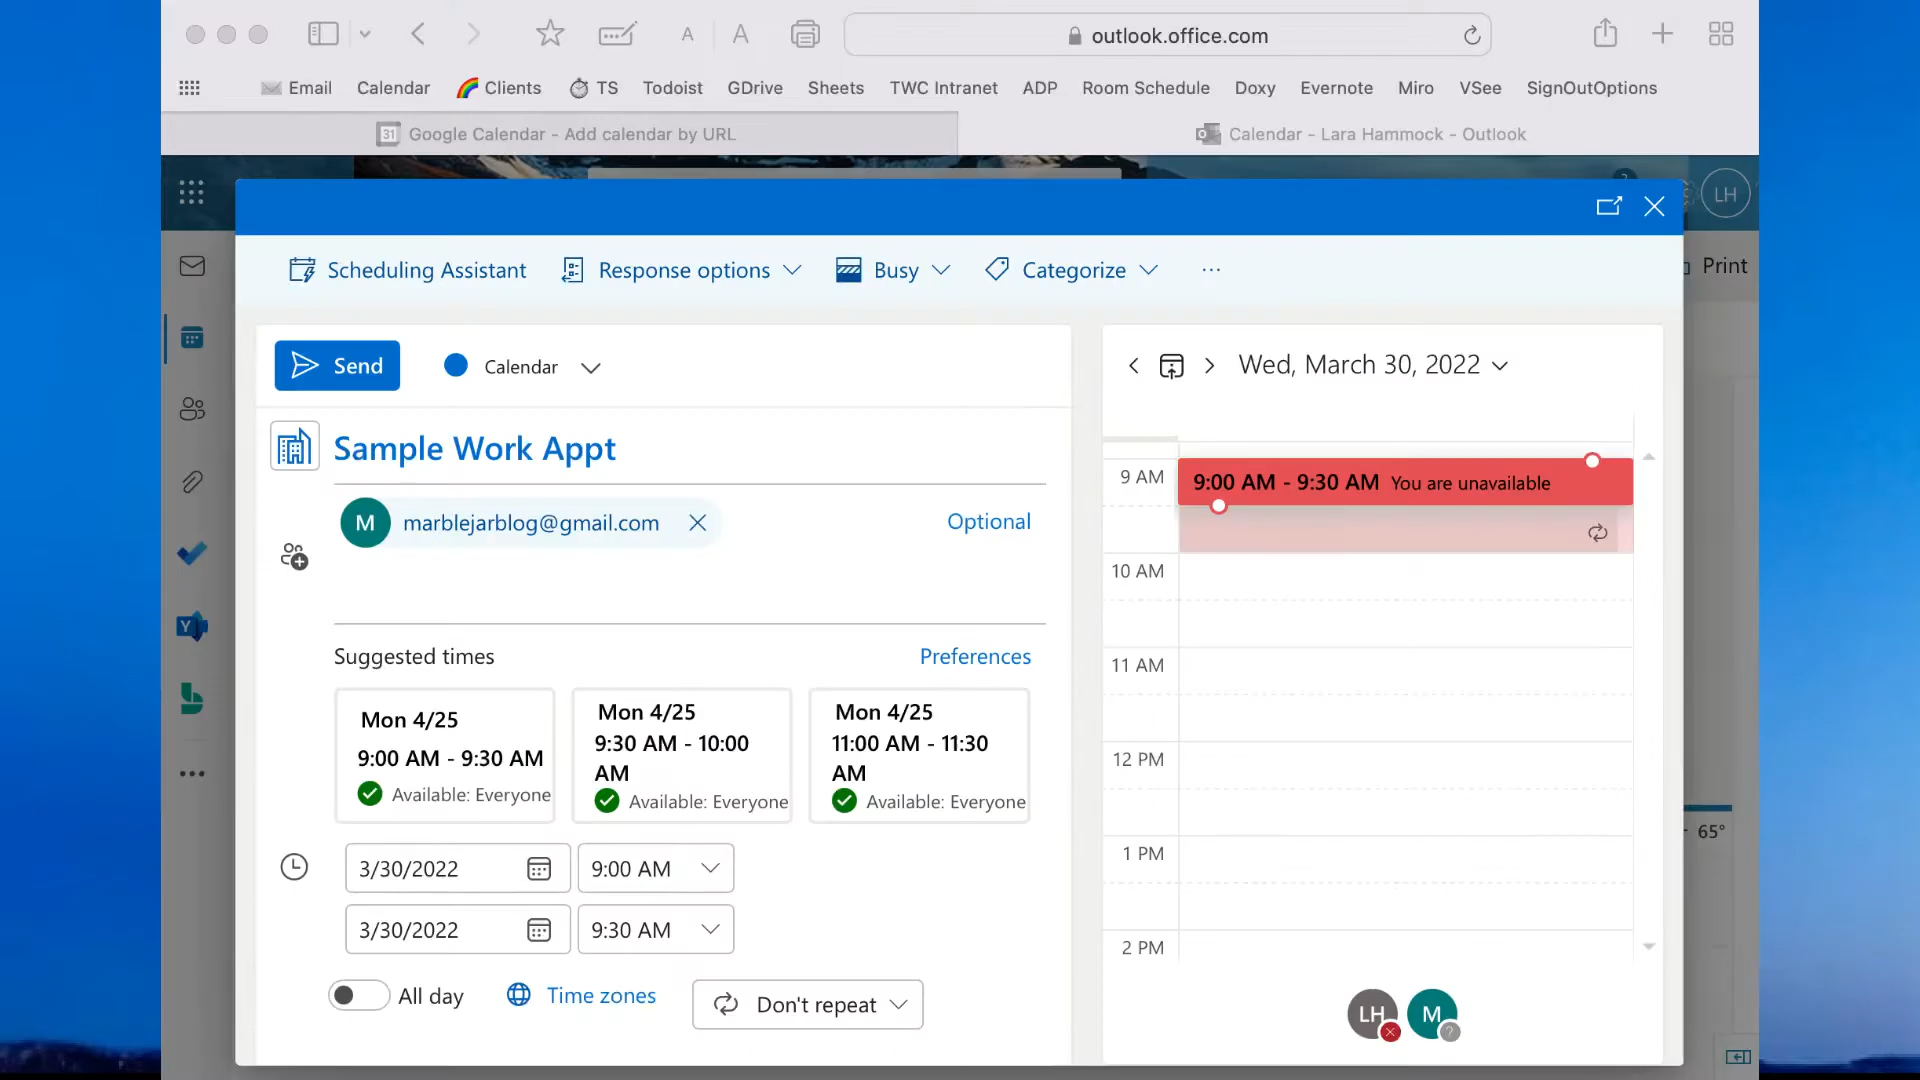 A A outlook.office.com
Email Calendar Clients TS Todoist GDrive Sheets TWC Intranet ADP Room Schedule Doxy Evernote Miro VSee SignOutOptions
31 Google Calendar - Add calendar by URL
Calendar - Lara Hammock - Outlook
LH
Scheduling Assistant Response options Busy Categorize ...
Print
Send Calendar
Sample Work Appt
M marblejarblog@gmail.com Optional
Suggested times Preferences
Mon 4/25
9:00 AM - 9:30 AM
Available: Everyone
Mon 4/25
9:30 AM - 10:00
AM
Available: Everyone
Mon 4/25
11:00 AM - 11:30
AM
Available: Everyone
3/30/2022 9:00 AM
3/30/2022 9:30 AM
All day Time zones Don't repeat
Wed, March 30, 2022
9 AM
9:00 AM - 9:30 AM You are unavailable
10 AM
11 AM
12 PM
1 PM
2 PM
LH M ?
65°